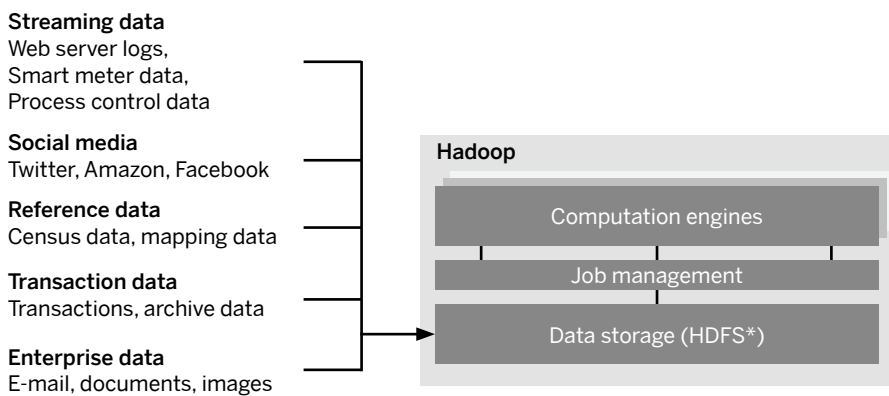 Streaming data
Web server logs,
Smart meter data,
Process control data
Social media
Twitter, Amazon, Facebook
Reference data
Census data, mapping data
Transaction data
Transactions, archive data
Enterprise data
E-mail, documents, images
Hadoop
Computation engines
Job management
Data storage (HDFS*)